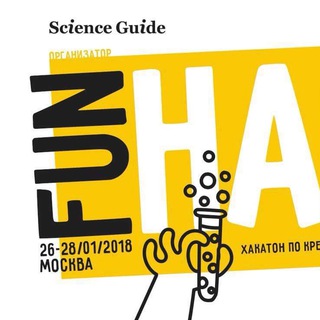 Science Guide
ОРГАНИЗАТОР
FUN
HA
26-28/01/2018
МОСКВА
ХАКАТОН ПО КРЕ